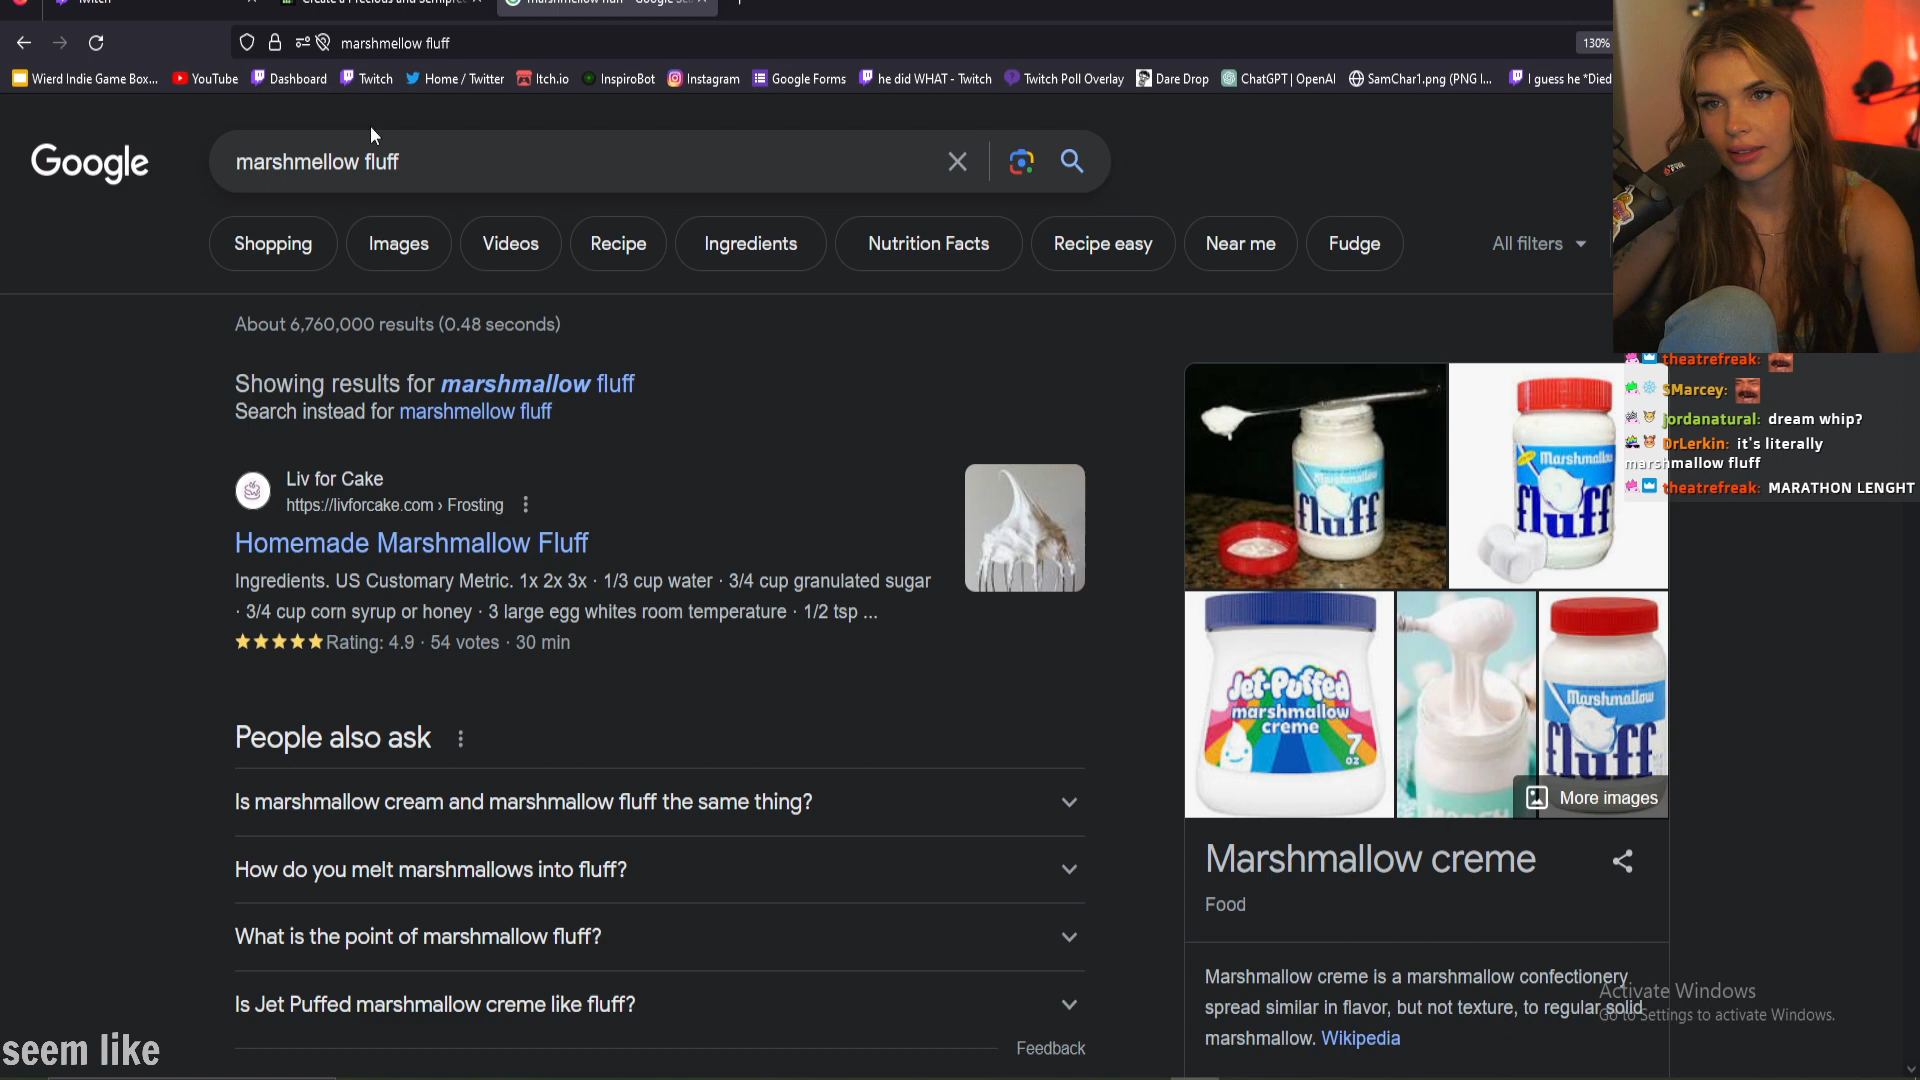 Twitch
marshmellow fluff
130%
Wierd Indie Game Box...
YouTube
Dashboard
Twitch
Home / Twitter
Itch.io
InspiroBot
Instagram
Google Forms
he did WHAT - Twitch
Twitch Poll Overlay
Dare Drop
ChatGPT | OpenAI
SamChar1.png (PNG I...
I guess he *Died
Google
marshmellow fluff
Shopping
Images
Videos
Recipe
Ingredients
Nutrition Facts
Recipe easy
Near me
Fudge
All filters
About 6,760,000 results (0.48 seconds)
Showing results for marshmallow fluff
Search instead for marshmellow fluff
Liv for Cake
https://livforcake.com › Frosting
Homemade Marshmallow Fluff
Ingredients. US Customary Metric. 1x 2x 3x · 1/3 cup water · 3/4 cup granulated sugar
· 3/4 cup corn syrup or honey · 3 large egg whites room temperature · 1/2 tsp ...
Rating: 4.9 · 54 votes · 30 min
People also ask
Is marshmallow cream and marshmallow fluff the same thing?
How do you melt marshmallows into fluff?
What is the point of marshmallow fluff?
Is Jet Puffed marshmallow creme like fluff?
Feedback
seem like
theatrefreak:
SMarcey:
jordanatural: dream whip?
DrLerkin: it's literally
marshmallow fluff
theatrefreak: MARATHON LENGHT
Marshmallow
fluff
Marshmallow
fluff
Jet-Puffed
marshmallow
creme
7
oz
Marshmallow
fluff
More images
Marshmallow creme
Food
Marshmallow creme is a marshmallow confectionery
spread similar in flavor, but not texture, to regular solid
marshmallow. Wikipedia
Activate Windows
Go to Settings to activate Windows.